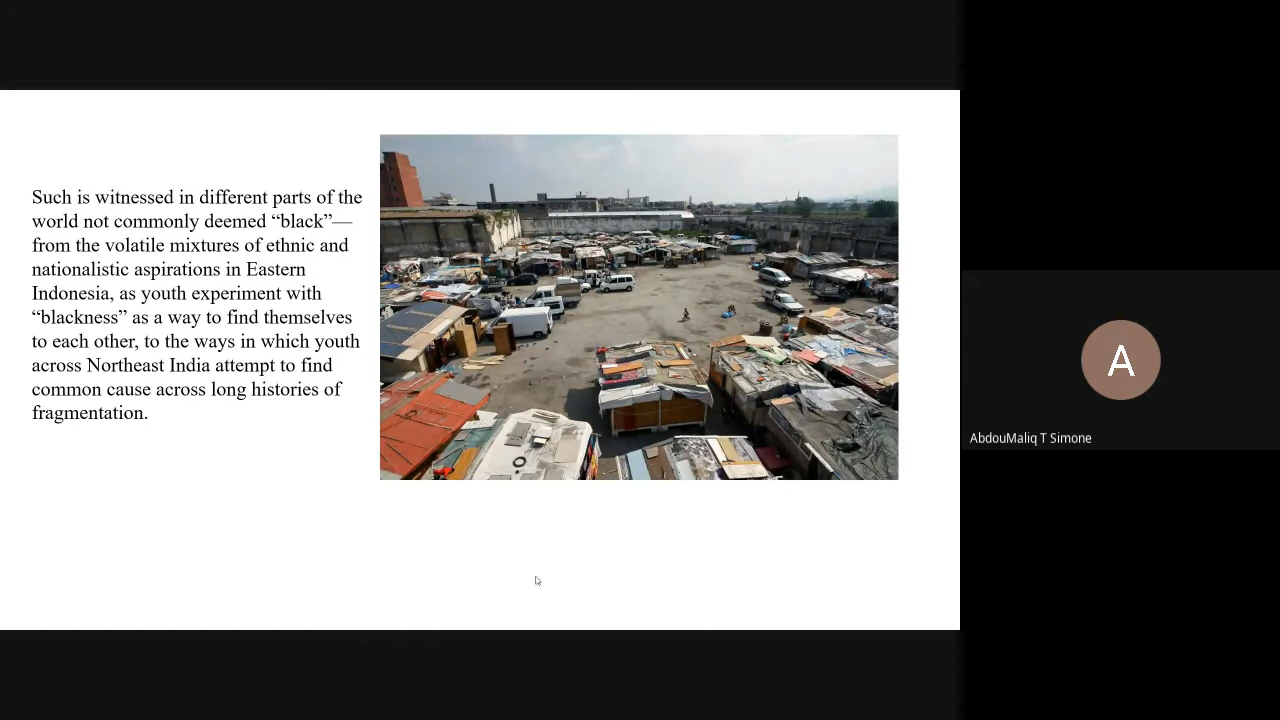 Such is witnessed in different parts of the
world not commonly deemed “black”—
from the volatile mixtures of ethnic and
nationalistic aspirations in Eastern
Indonesia, as youth experiment with
“blackness” as a way to find themselves
to each other, to the ways in which youth
across Northeast India attempt to find
common cause across long histories of
fragmentation.
A
AbdouMaliq T Simone